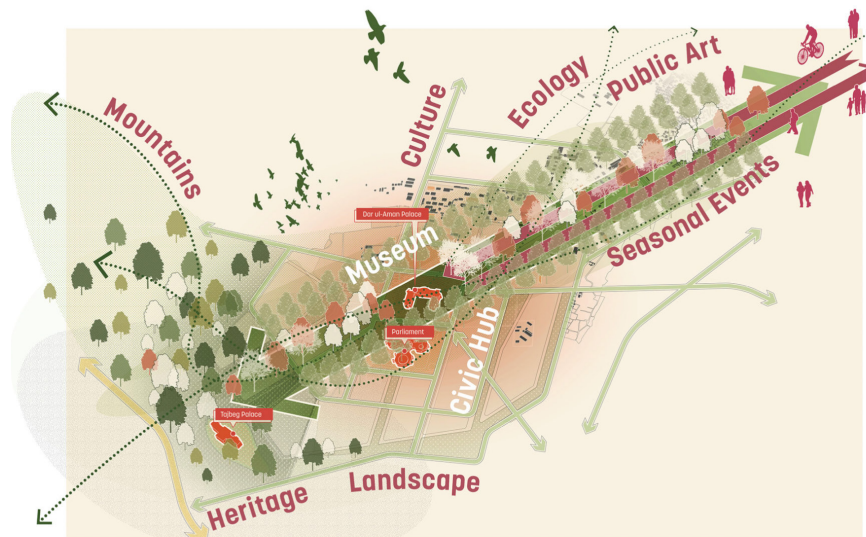 Mountains
Culture
Ecology
Public Art
Dar ul-Aman Palace
Museum
Seasonal Events
Parliament
Civic Hub
Tajbeg Palace
Heritage
Landscape